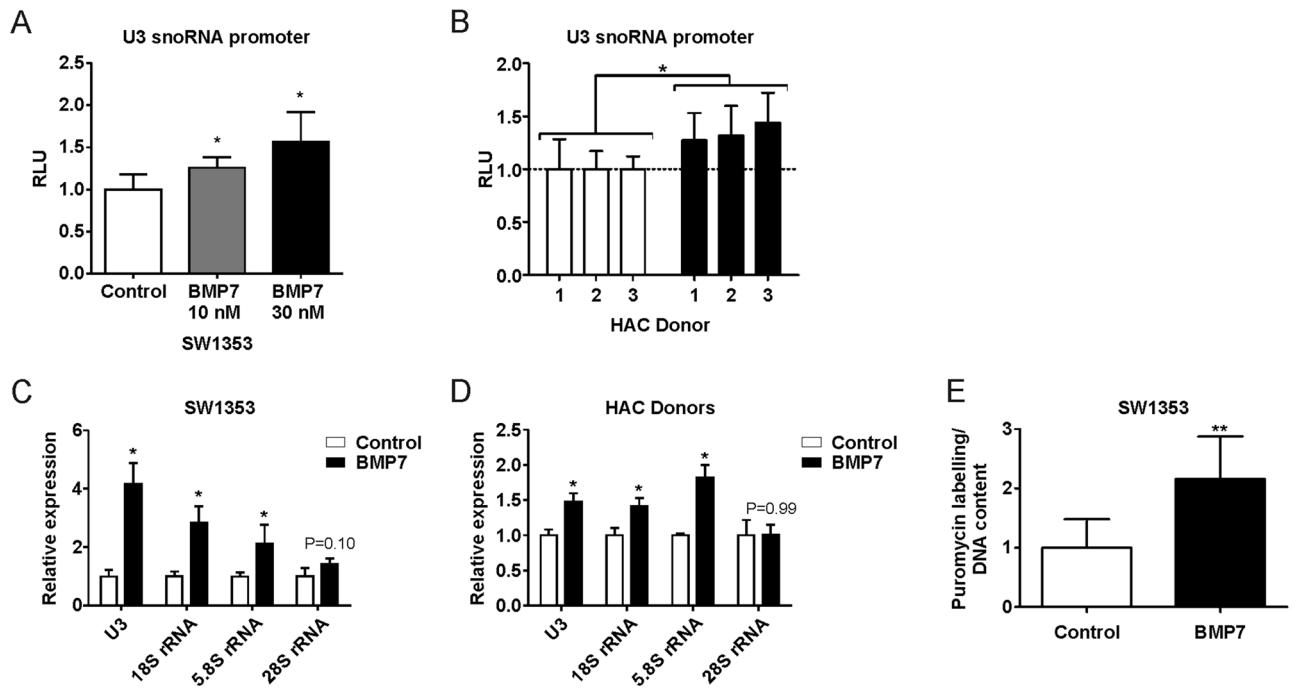 A
U3 snoRNA promoter
RLU
2.5
2.0
1.5
1.0
0.5
0.0
*
*
Control
BMP7
10 nM
BMP7
30 nM
SW1353
B
U3 snoRNA promoter
RLU
2.0
1.5
1.0
0.5
0.0
*
1 2 3 1 2 3
HAC Donor
C
SW1353
Relative expression
6
4
2
0
*
*
*
P=0.10
Control
BMP7
U3
18S rRNA
5.8S rRNA
28S rRNA
D
HAC Donors
Relative expression
2.5
2.0
1.5
1.0
0.5
0.0
*
*
*
P=0.99
Control
BMP7
U3
18S rRNA
5.8S rRNA
28S rRNA
E
SW1353
Puromycin labelling/
DNA content
3
2
1
0
**
Control
BMP7